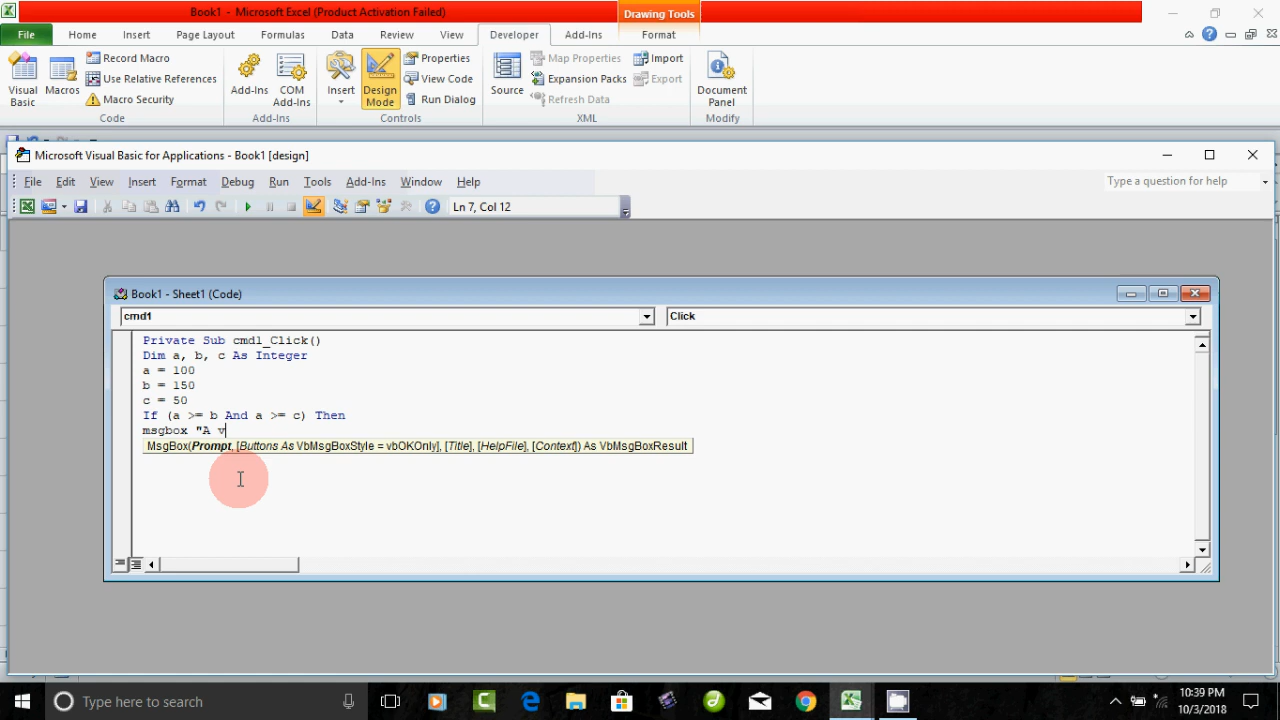 Book1 - Microsoft Excel (Product Activation Failed)
Drawing Tools
File Home Insert Page Layout Formulas Data Review View Developer Add-Ins Format
Visual Basic
Macros
Record Macro
Use Relative References
Macro Security
Code
Add-Ins
COM Add-Ins
Add-Ins
Insert
Design Mode
Properties
View Code
Run Dialog
Controls
Source
Map Properties
Expansion Packs
Refresh Data
Import
Export
XML
Document Panel
Modify
Microsoft Visual Basic for Applications - Book1 [design]
File Edit View Insert Format Debug Run Tools Add-Ins Window Help
Type a question for help
Ln 7, Col 12
Book1 - Sheet1 (Code)
cmd1
Click
Private Sub cmd1_Click()
Dim a, b, c As Integer
a = 100
b = 150
c = 50
If (a >= b And a >= c) Then
msgbox "A v
MsgBox(Prompt, [Buttons As VbMsgBoxStyle = vbOKOnly], [Title], [HelpFile], [Context]) As VbMsgBoxResult
Type here to search
10:39 PM
10/3/2018